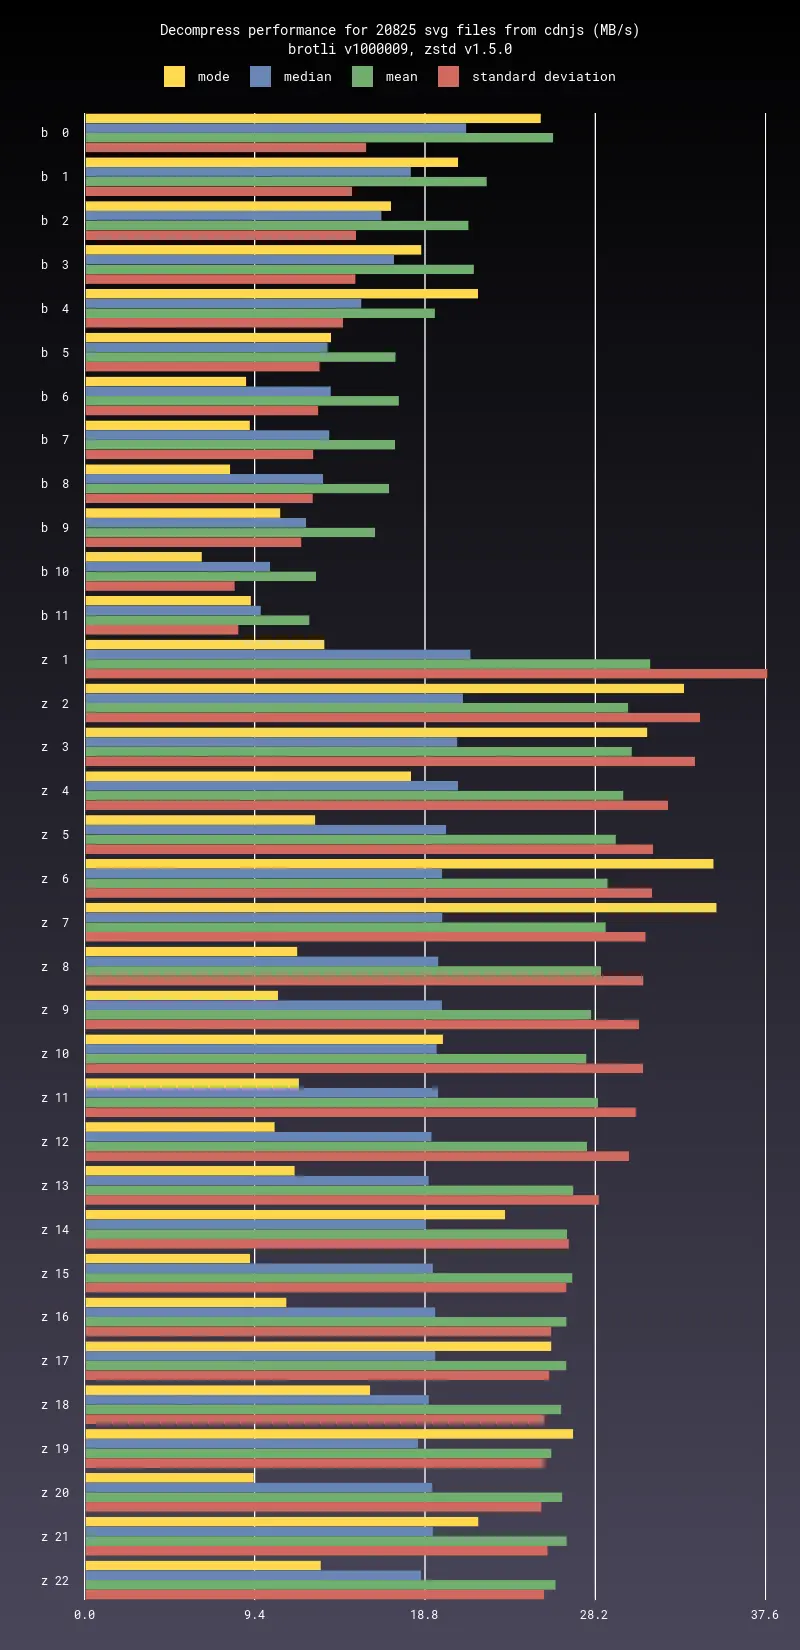 Decompress performance for 20825 svg files from cdnjs (MB/s)
brotli v1000009, zstd v1.5.0
mode median mean standard deviation
b 0
b 1
b 2
b 3
b 4
b 5
b 6
b 7
b 8
b 9
b 10
b 11
z 1
z 2
z 3
z 4
z 5
z 6
z 7
z 8
z 9
z 10
z 11
z 12
z 13
z 14
z 15
z 16
z 17
z 18
z 19
z 20
z 21
z 22
0.0 9.4 18.8 28.2 37.6